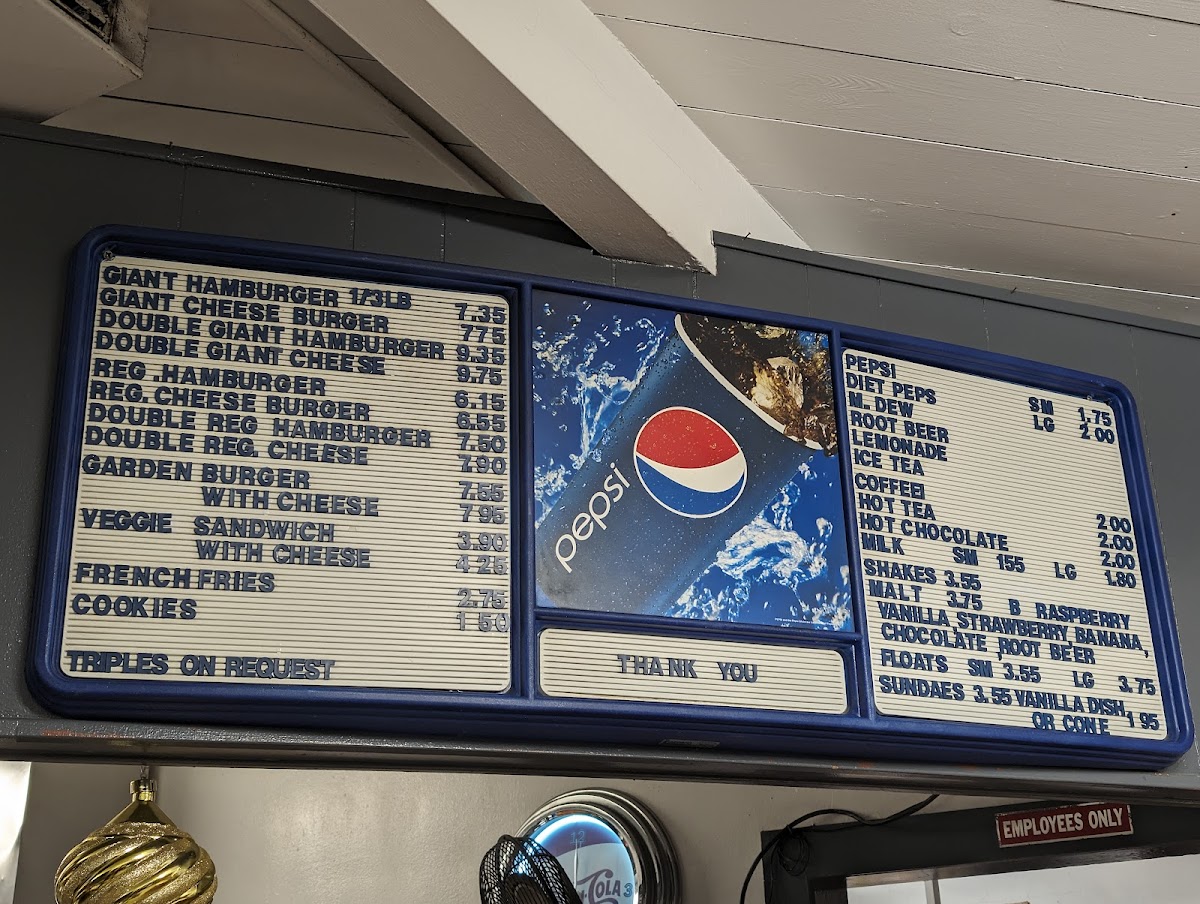 GIANT HAMBURGER 1/3LB 7.35
GIANT CHEESE BURGER 775
DOUBLE GIANT HAMBURGER 9.35
DOUBLE GIANT CHEESE 9.75
REG HAMBURGER 6.15
REG. CHEESE BURGER 6.55
DOUBLE REG HAMBURGER 7.50
DOUBLE REG. CHEESE 7.90
GARDEN BURGER 7.55
WITH CHEESE 7 95
VEGGIE SANDWICH 3.90
WITH CHEESE 4 25
FRENCH FRIES 2.75
COOKIES 1 50
TRIPLES ON REQUEST
pepsi
THANK YOU
PEPSI
DIET PEPS SM 1.75
M. DEW LG 2 00
ROOT BEER
LEMONADE
ICE TEA
COFFEE
HOT TEA 2.00
HOT CHOCOLATE 2.00
MILK SM 155 LG 1.80
2.00
SHAKES 3.55
MALT 3.75 B RASPBERRY
VANILLA, STRAWBERRY, BANANA,
CHOCOLATE ,ROOT BEER
FLOATS SM 3.55 LG 3.75
SUNDAES 3.55 VANILLA DISH,
OR CONE 1 95
EMPLOYEES ONLY
12
COLA 3